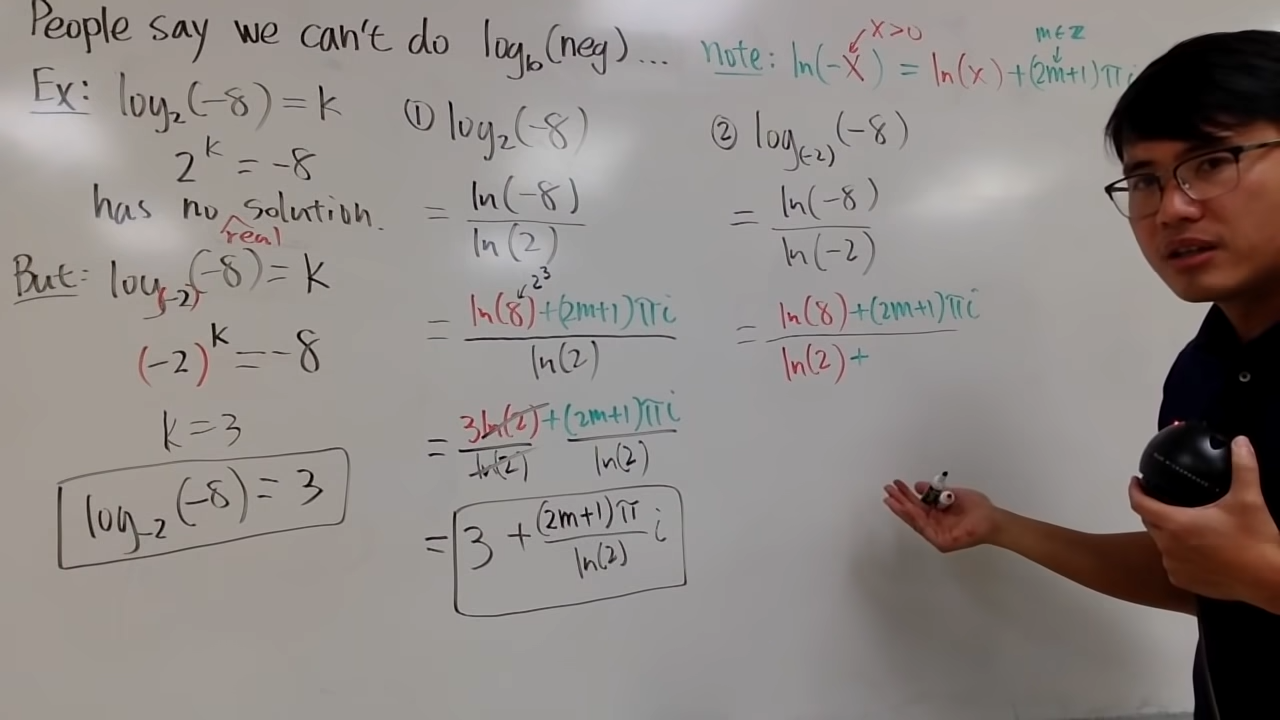 People say we can't do log_b(neg)...
note: ln(-x) = ln(x) + (2m+1)πi
x>0
m∈ℤ
Ex: log₂(-8) = k
2^k = -8
has no solution.
real
But: log_(-2)(-8) = k
(-2)^k = -8
k = 3
log_-2(-8) = 3
① log₂(-8)
= ln(-8)/ln(2)
2³
= (ln(8)+(2m+1)πi)/ln(2)
= 3ln(2)/ln(2) + (2m+1)πi/ln(2)
= 3 + (2m+1)π/ln(2) i
② log_(-2)(-8)
= ln(-8)/ln(-2)
= (ln(8)+(2m+1)πi)/(ln(2)+